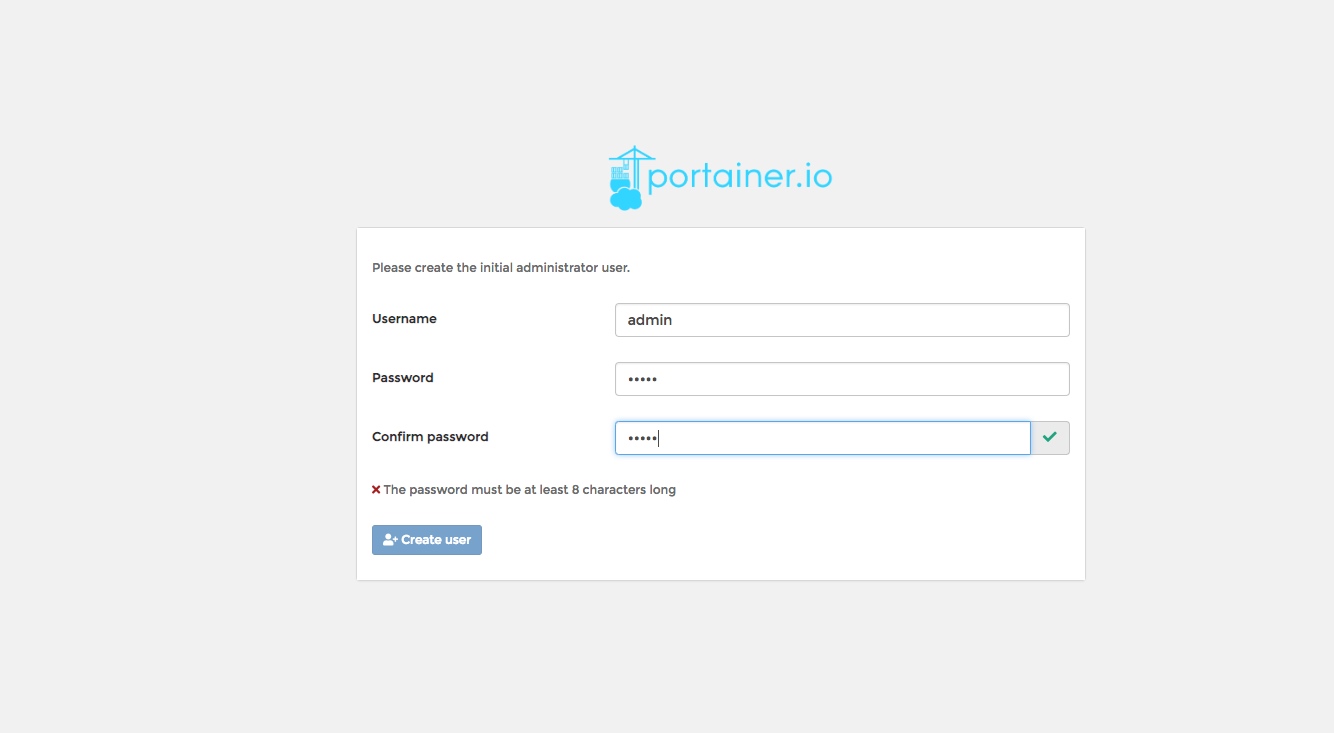 portainer.io
Please create the initial administrator user.
Username
admin
Password
•••••
Confirm password
•••••
The password must be at least 8 characters long
Create user